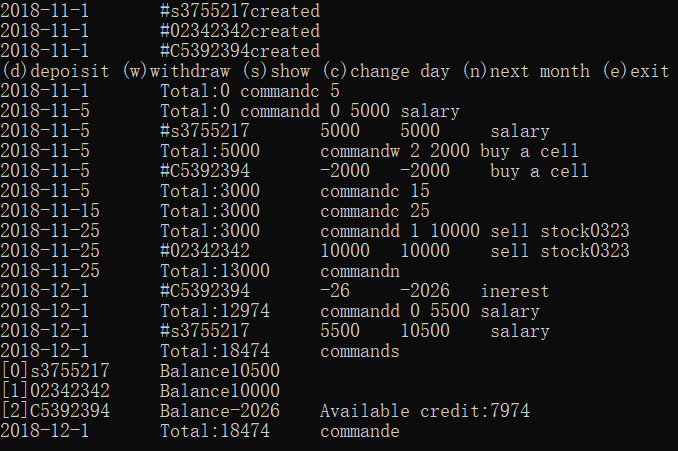 2018-11-1 #s3755217created
2018-11-1 #02342342created
2018-11-1 #C5392394created
(d)depoisit (w)withdraw (s)show (c)change day (n)next month (e)exit
2018-11-1 Total:0 commandc 5
2018-11-5 Total:0 commandd 0 5000 salary
2018-11-5 #s3755217 5000 5000 salary
2018-11-5 Total:5000 commandw 2 2000 buy a cell
2018-11-5 #C5392394 -2000 -2000 buy a cell
2018-11-5 Total:3000 commandc 15
2018-11-15 Total:3000 commandc 25
2018-11-25 Total:3000 commandd 1 10000 sell stock0323
2018-11-25 #02342342 10000 10000 sell stock0323
2018-11-25 Total:13000 commandn
2018-12-1 #C5392394 -26 -2026 inerest
2018-12-1 Total:12974 commandd 0 5500 salary
2018-12-1 #s3755217 5500 10500 salary
2018-12-1 Total:18474 commands
[0]s3755217 Balance10500
[1]02342342 Balance10000
[2]C5392394 Balance-2026 Available credit:7974
2018-12-1 Total:18474 commande